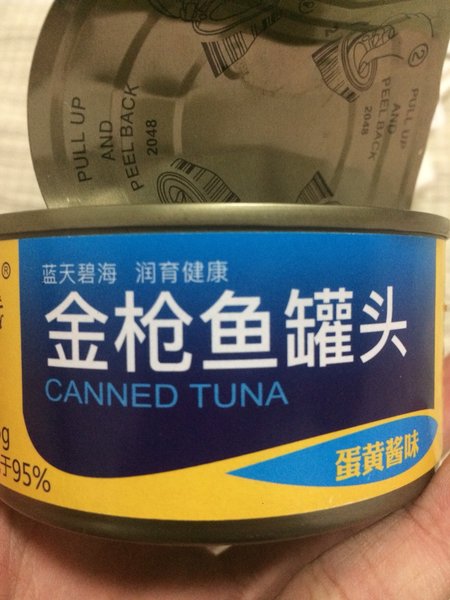 PULL UP
AND
PEEL BACK
2048
2
PULL UP
AND
PEEL BACK
2048
®
蓝天碧海 润育健康
金枪鱼罐头
CANNED TUNA
蛋黄酱味
g
于95%